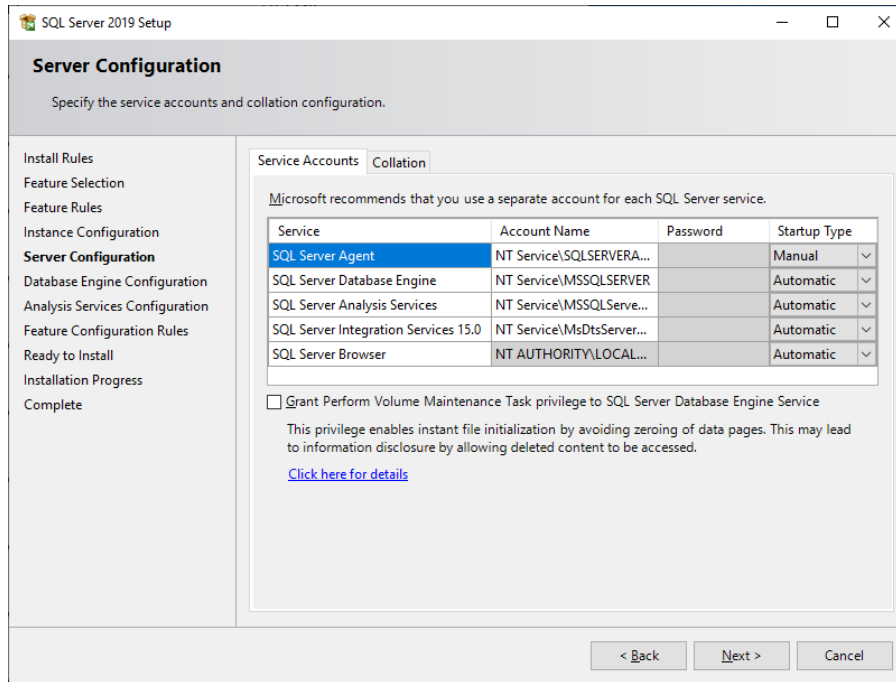 SQL Server 2019 Setup
Server Configuration
Specify the service accounts and collation configuration.
Install Rules
Feature Selection
Feature Rules
Instance Configuration
Server Configuration
Database Engine Configuration
Analysis Services Configuration
Feature Configuration Rules
Ready to Install
Installation Progress
Complete
Service Accounts Collation
Microsoft recommends that you use a separate account for each SQL Server service.
Service Account Name Password Startup Type
SQL Server Agent NT Service\SQLSERVERA... Manual
SQL Server Database Engine NT Service\MSSQLSERVER Automatic
SQL Server Analysis Services NT Service\MSSQLServe... Automatic
SQL Server Integration Services 15.0 NT Service\MsDtsServer... Automatic
SQL Server Browser NT AUTHORITY\LOCAL... Automatic
Grant Perform Volume Maintenance Task privilege to SQL Server Database Engine Service
This privilege enables instant file initialization by avoiding zeroing of data pages. This may lead
to information disclosure by allowing deleted content to be accessed.
Click here for details
< Back Next > Cancel